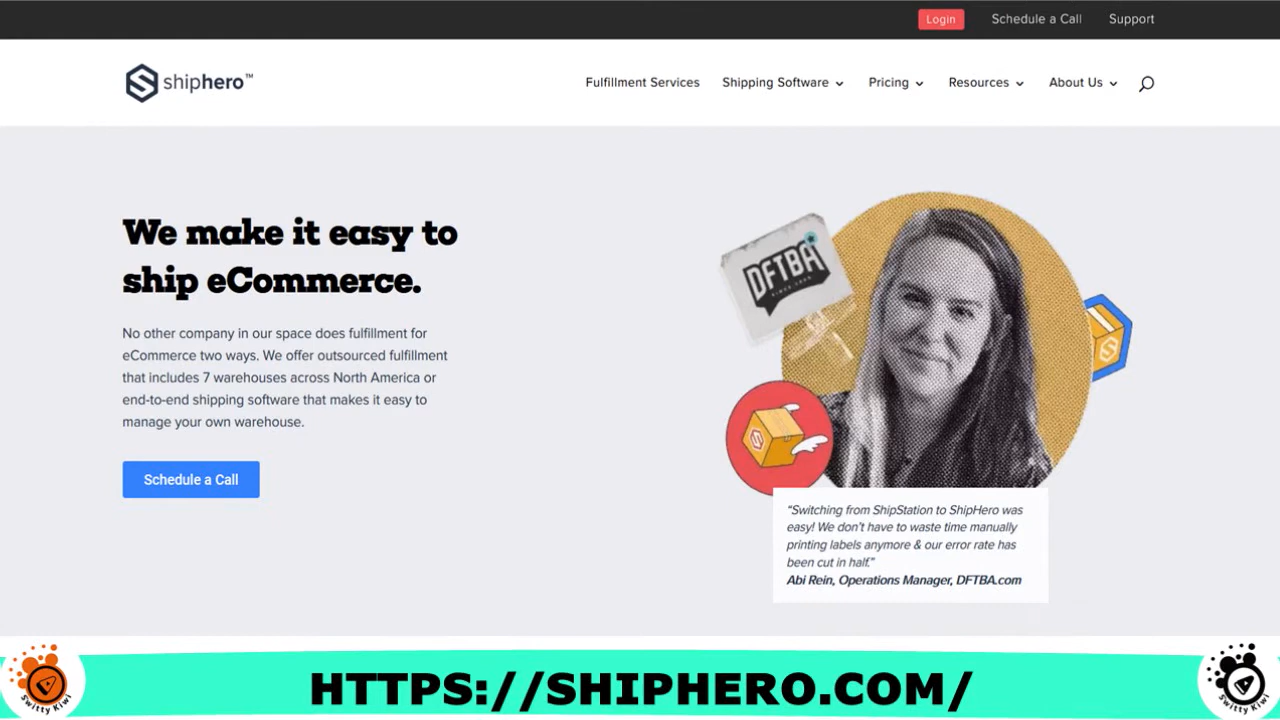 Login
Schedule a Call
Support
shiphero™
Fulfillment Services
Shipping Software
Pricing
Resources
About Us
We make it easy to
ship eCommerce.
No other company in our space does fulfillment for
eCommerce two ways. We offer outsourced fulfillment
that includes 7 warehouses across North America or
end-to-end shipping software that makes it easy to
manage your own warehouse.
Schedule a Call
DFTBA
“Switching from ShipStation to ShipHero was
easy! We don’t have to waste time manually
printing labels anymore & our error rate has
been cut in half.”
Abi Rein, Operations Manager, DFTBA.com
Switty Kiwi
HTTPS://SHIPHERO.COM/
Switty Kiwi